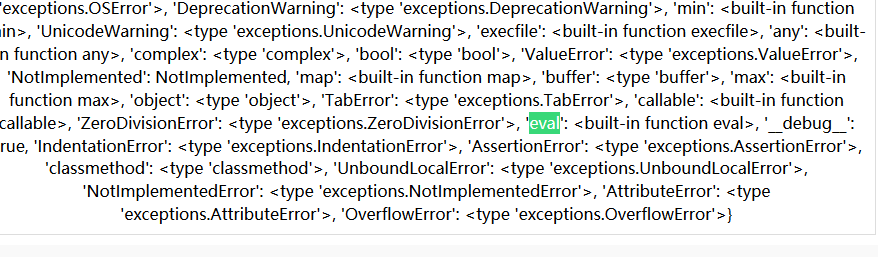 'exceptions.OSError'>, 'DeprecationWarning': <type 'exceptions.DeprecationWarning'>, 'min': <built-in function
in>, 'UnicodeWarning': <type 'exceptions.UnicodeWarning'>, 'execfile': <built-in function execfile>, 'any': <built-
n function any>, 'complex': <type 'complex'>, 'bool': <type 'bool'>, 'ValueError': <type 'exceptions.ValueError'>,
'NotImplemented': NotImplemented, 'map': <built-in function map>, 'buffer': <type 'buffer'>, 'max': <built-in
function max>, 'object': <type 'object'>, 'TabError': <type 'exceptions.TabError'>, 'callable': <built-in function
callable>, 'ZeroDivisionError': <type 'exceptions.ZeroDivisionError'>, 'eval': <built-in function eval>, '__debug__':
rue, 'IndentationError': <type 'exceptions.IndentationError'>, 'AssertionError': <type 'exceptions.AssertionError'>,
'classmethod': <type 'classmethod'>, 'UnboundLocalError': <type 'exceptions.UnboundLocalError'>,
'NotImplementedError': <type 'exceptions.NotImplementedError'>, 'AttributeError': <type
'exceptions.AttributeError'>, 'OverflowError': <type 'exceptions.OverflowError'>}